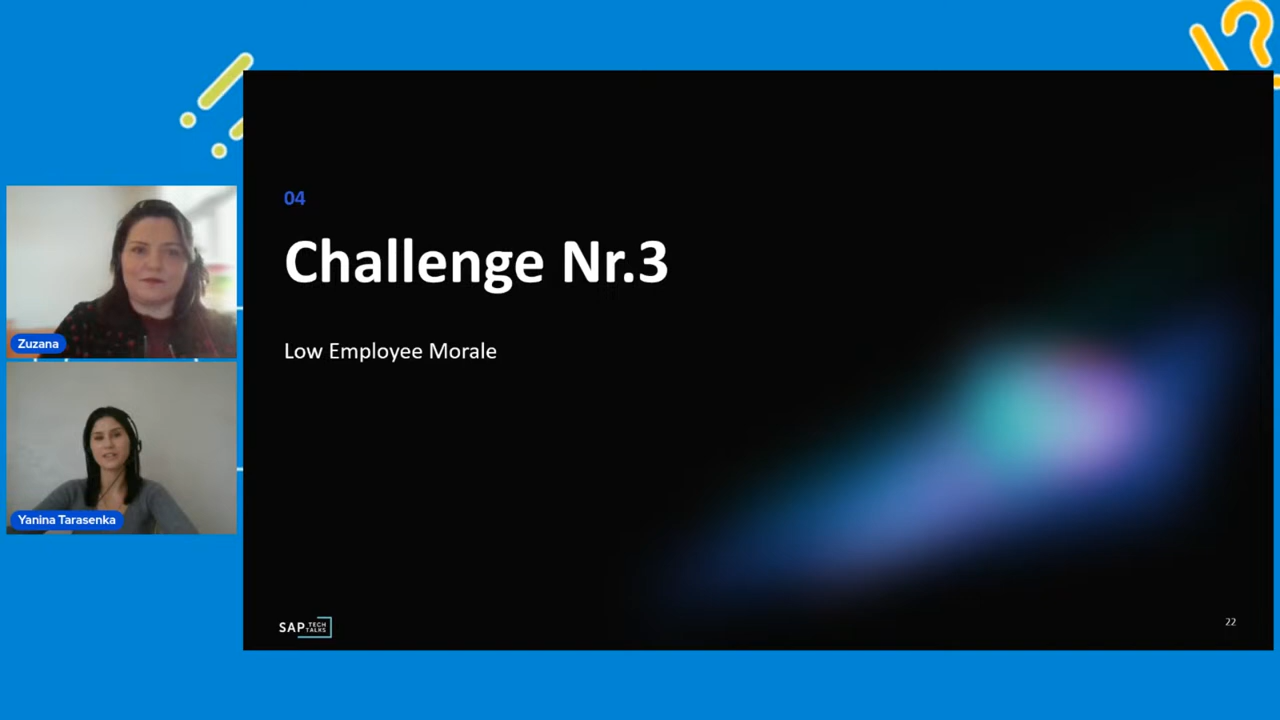 04
Challenge Nr.3
Low Employee Morale
Zuzana
Yanina Tarasenka
SAP TECH
TALKS
22